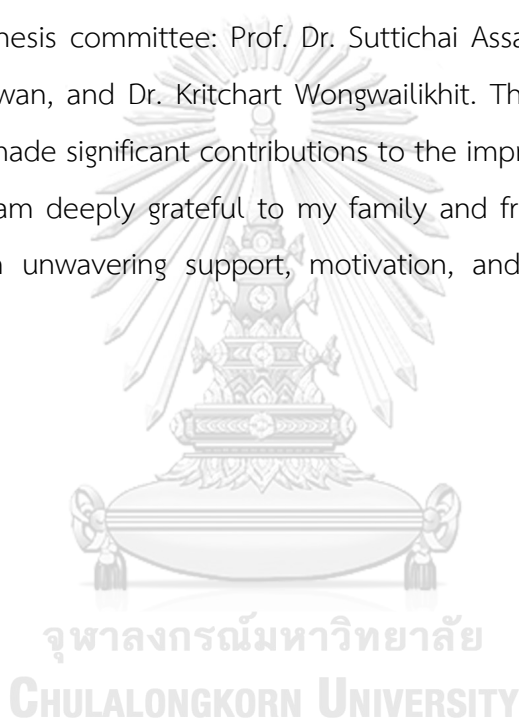 nesis committee: Prof. Dr. Suttichai Assa
wan, and Dr. Kritchart Wongwailikhit. Th
nade significant contributions to the impr
am deeply grateful to my family and fr
unwavering support, motivation, and
จุฬาลงกรณ์มหาวิทยาลัย
CHULALONGKORN UNIVERSITY